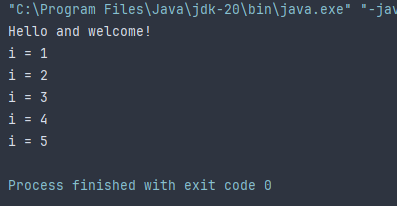 "C:\Program Files\Java\jdk-20\bin\java.exe" "-jav
Hello and welcome!
i = 1
i = 2
i = 3
i = 4
i = 5
Process finished with exit code 0